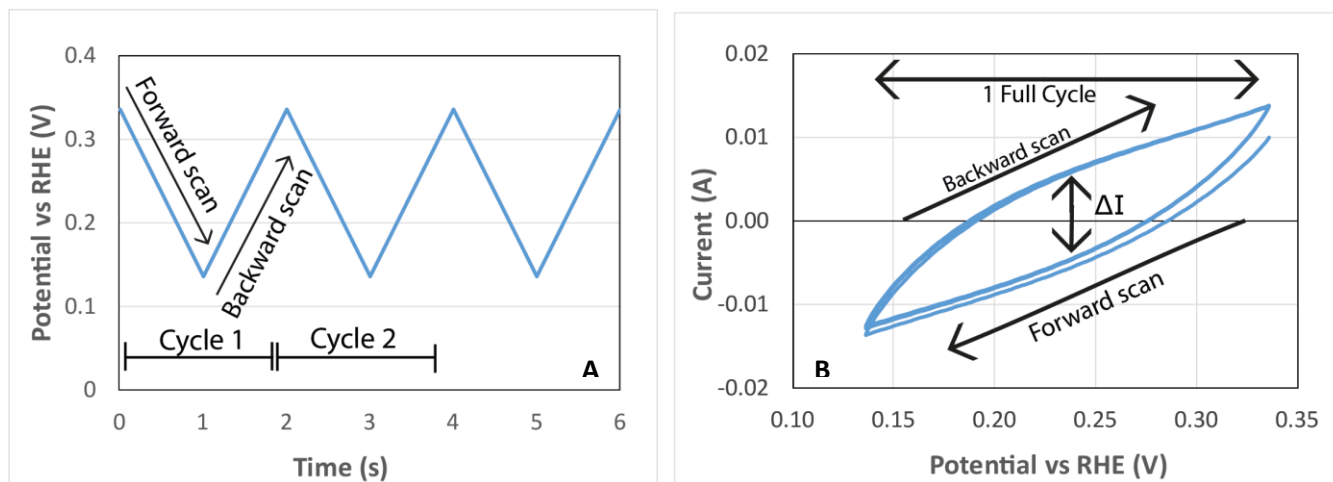 0.4
0.3
0.2
0.1
0
Potential vs RHE (V)
Forward scan
Backward scan
Cycle 1
Cycle 2
A
0
1
2
3
4
5
6
Time (s)
0.02
0.01
0.00
-0.01
-0.02
Current (A)
1 Full Cycle
Backward scan
ΔI
Forward scan
B
0.10
0.15
0.20
0.25
0.30
0.35
Potential vs RHE (V)